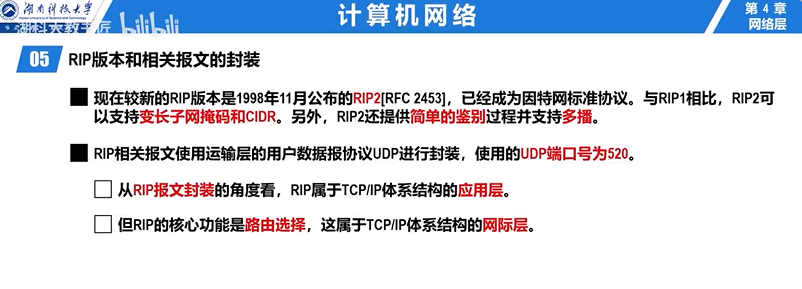 湖南科技大学
Hunan University of Science and Technology
湖科大教书匠 bilibili
计算机网络
第 4 章
网络层
05 RIP版本和相关报文的封装
现在较新的RIP版本是1998年11月公布的RIP2[RFC 2453]，已经成为因特网标准协议。与RIP1相比，RIP2可
以支持变长子网掩码和CIDR。另外，RIP2还提供简单的鉴别过程并支持多播。
RIP相关报文使用运输层的用户数据报协议UDP进行封装，使用的UDP端口号为520。
从RIP报文封装的角度看，RIP属于TCP/IP体系结构的应用层。
但RIP的核心功能是路由选择，这属于TCP/IP体系结构的网际层。